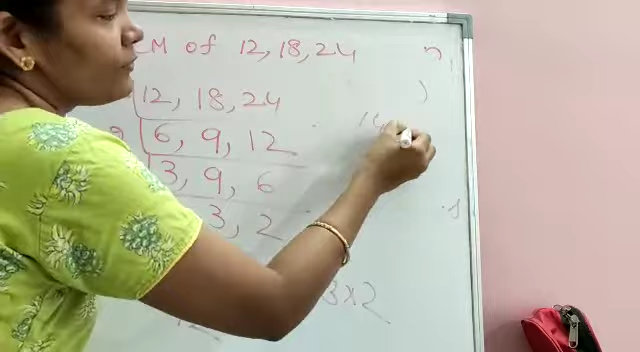 M of 12, 18, 24
12, 18, 24
6, 9, 12
3, 9, 6
3, 2
3x2